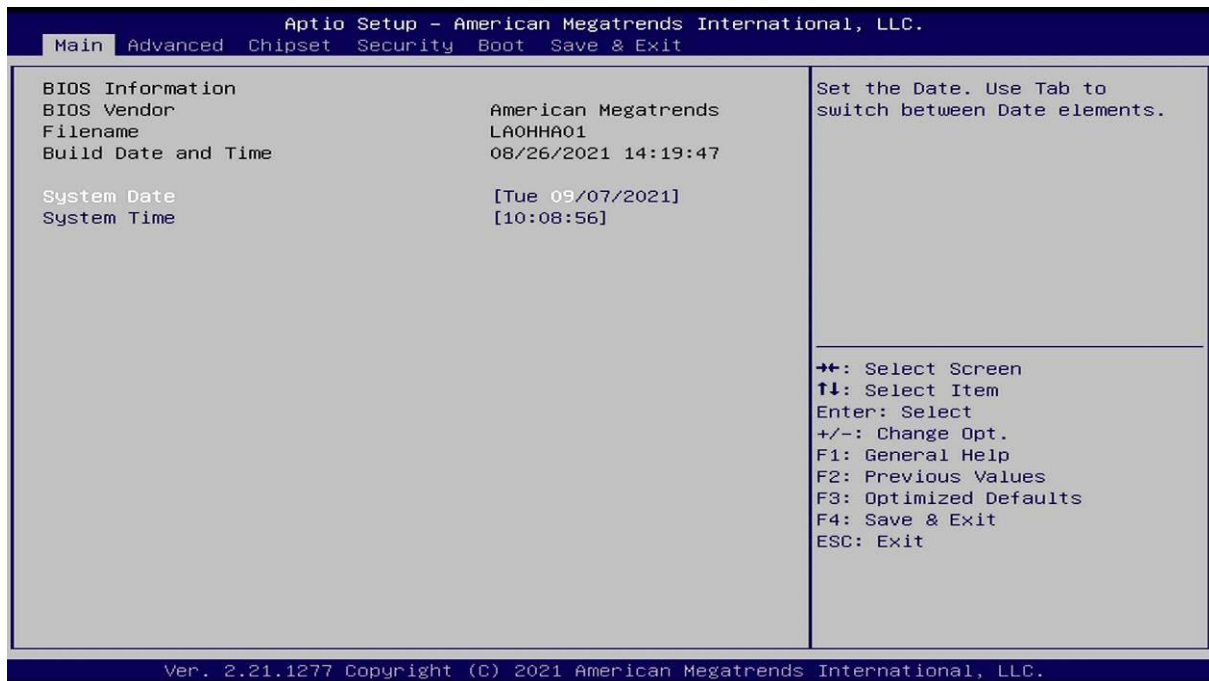 Aptio Setup – American Megatrends International, LLC.
Main Advanced Chipset Security Boot Save & Exit
BIOS Information
BIOS Vendor American Megatrends
Filename LA0HHA01
Build Date and Time 08/26/2021 14:19:47
System Date [Tue 09/07/2021]
System Time [10:08:56]
Set the Date. Use Tab to
switch between Date elements.
→←: Select Screen
↑↓: Select Item
Enter: Select
+/-: Change Opt.
F1: General Help
F2: Previous Values
F3: Optimized Defaults
F4: Save & Exit
ESC: Exit
Ver. 2.21.1277 Copyright (C) 2021 American Megatrends International, LLC.